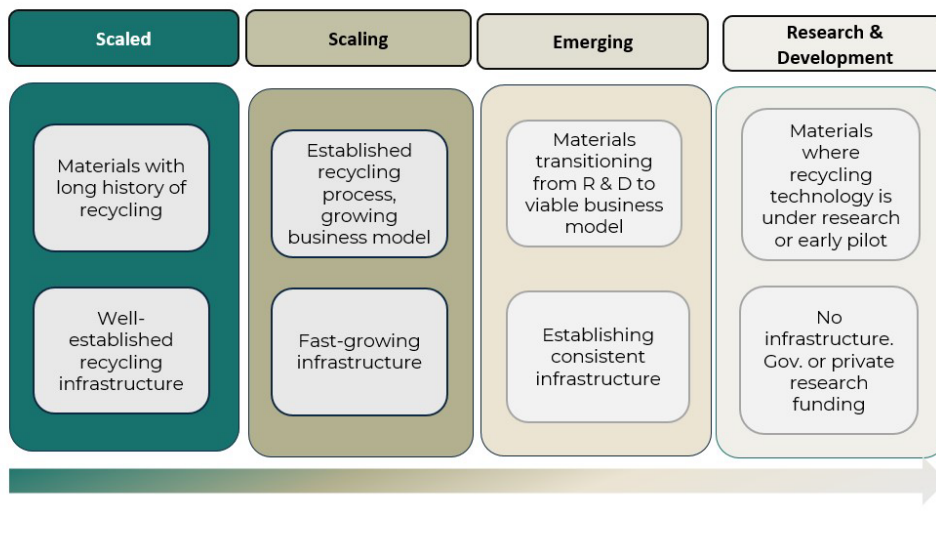 Scaled
Scaling
Emerging
Research &
Development
Materials with
long history of
recycling
Established
recycling
process,
growing
business model
Materials
transitioning
from R & D to
viable business
model
Materials
where
recycling
technology is
under research
or early pilot
Well-
established
recycling
infrastructure
Fast-growing
infrastructure
Establishing
consistent
infrastructure
No
infrastructure.
Gov. or private
research
funding